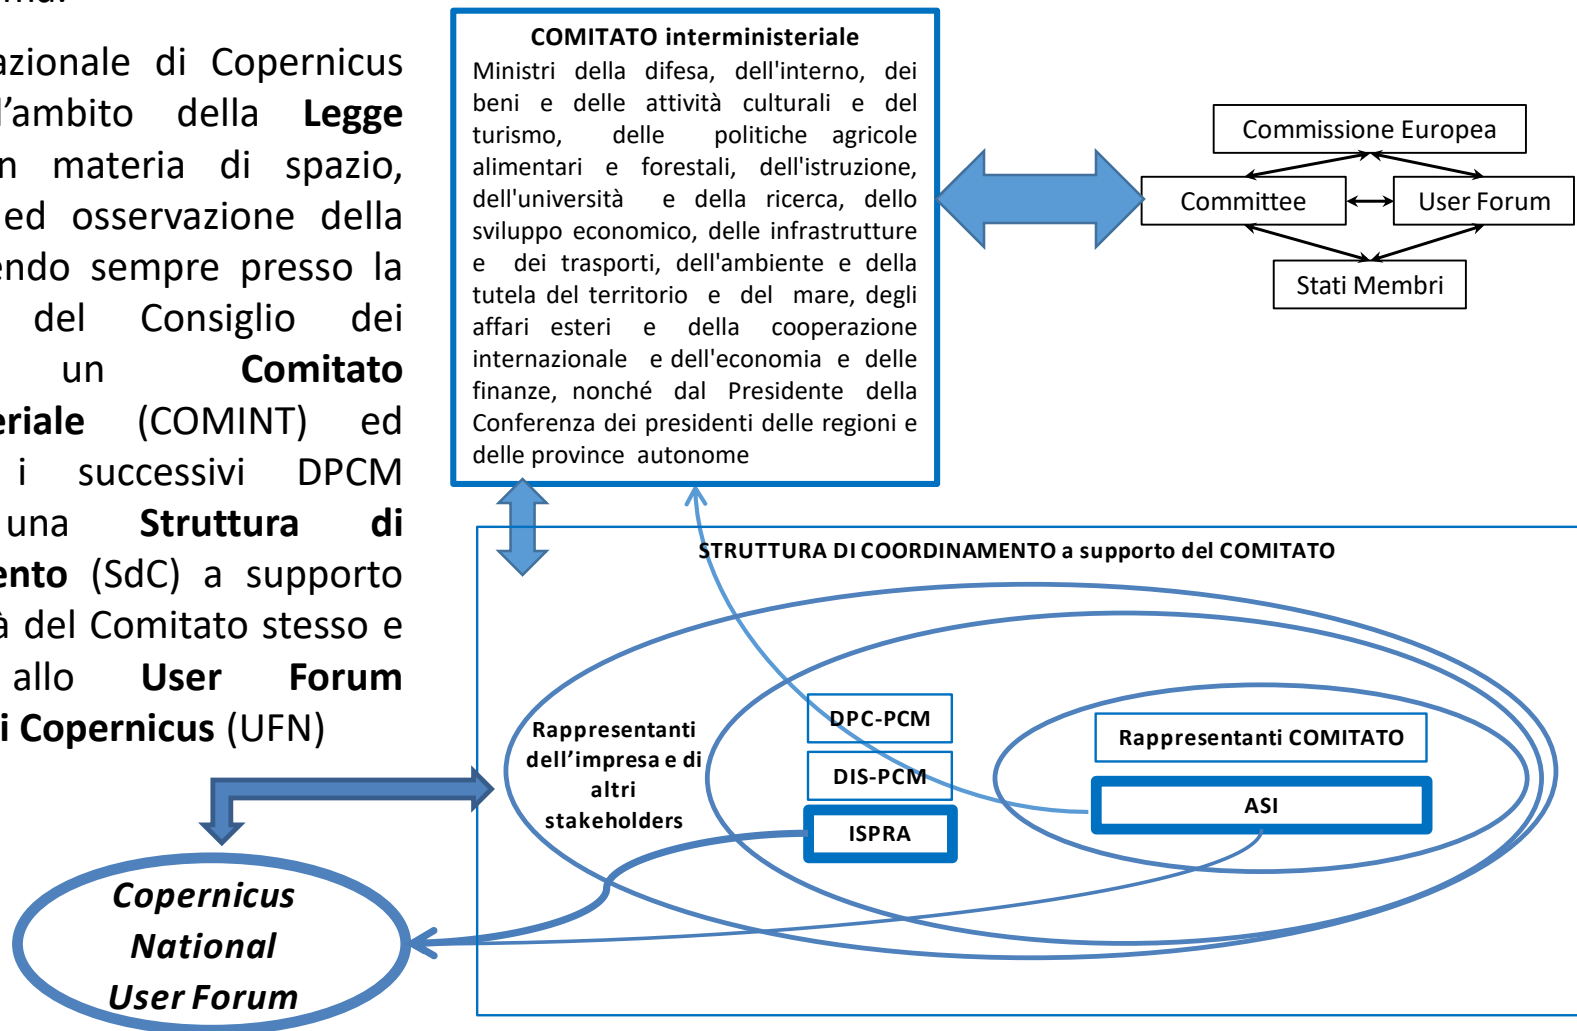 azionale di Copernicus
l’ambito della Legge
n materia di spazio,
ed osservazione della
endo sempre presso la
del Consiglio dei
un Comitato
eriale (COMINT) ed
i successivi DPCM
una Struttura di
ento (SdC) a supporto
à del Comitato stesso e
allo User Forum
i Copernicus (UFN)
COMITATO interministeriale
Ministri della difesa, dell'interno, dei
beni e delle attività culturali e del
turismo, delle politiche agricole
alimentari e forestali, dell'istruzione,
dell'università e della ricerca, dello
sviluppo economico, delle infrastrutture
e dei trasporti, dell'ambiente e della
tutela del territorio e del mare, degli
affari esteri e della cooperazione
internazionale e dell'economia e delle
finanze, nonché dal Presidente della
Conferenza dei presidenti delle regioni e
delle province autonome
Commissione Europea
Committee
User Forum
Stati Membri
STRUTTURA DI COORDINAMENTO a supporto del COMITATO
Rappresentanti
dell’impresa e di
altri
stakeholders
DPC-PCM
DIS-PCM
ISPRA
Rappresentanti COMITATO
ASI
Copernicus
National
User Forum